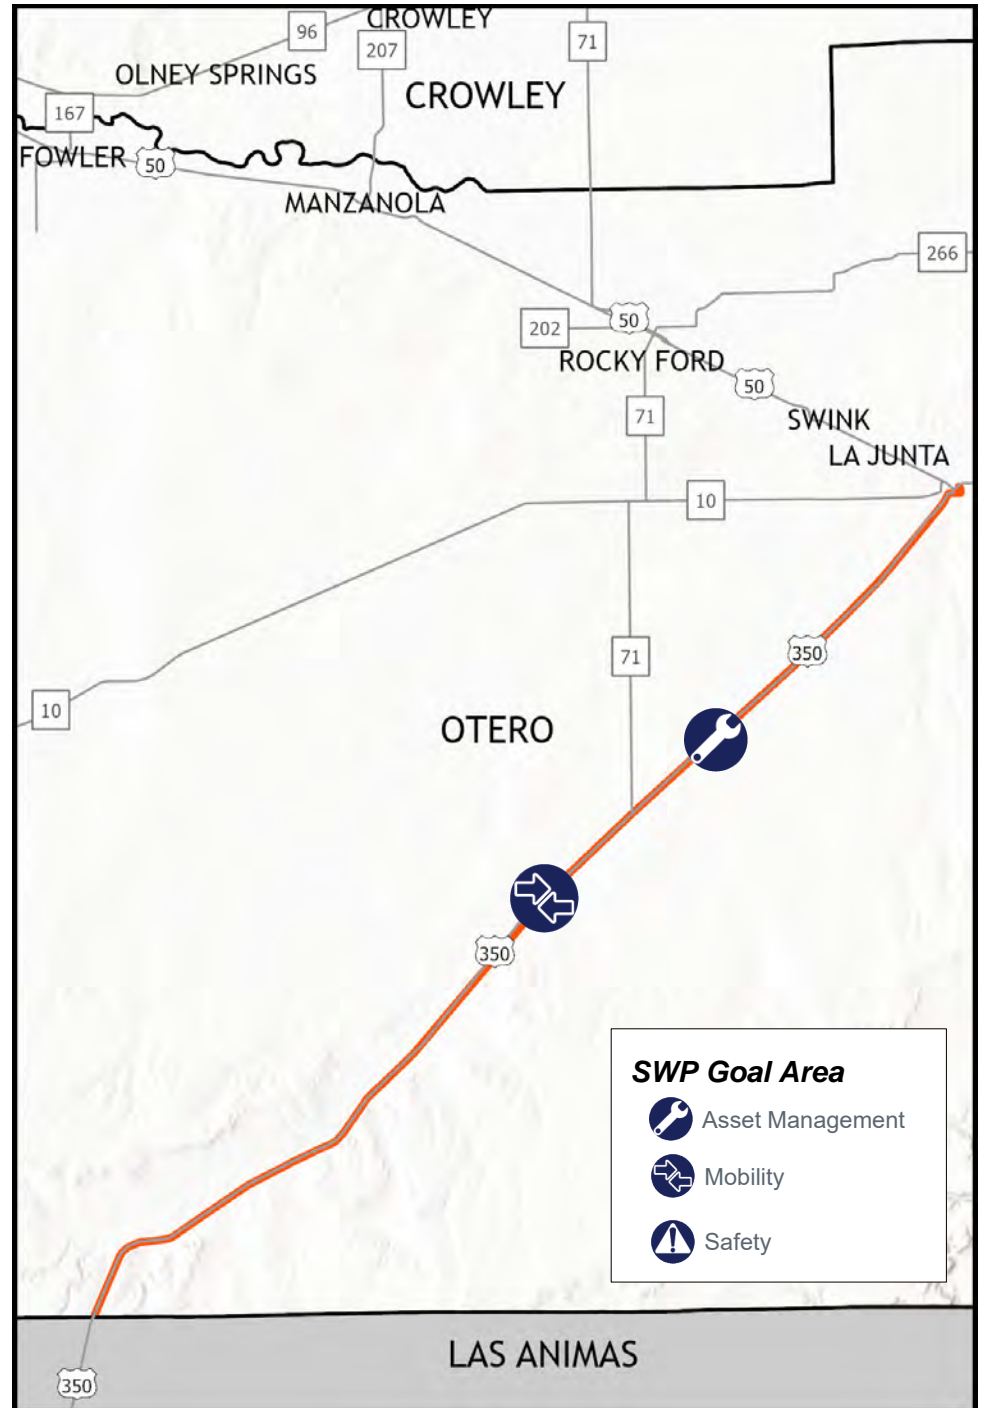 CROWLEY
96
207
71
OLNEY SPRINGS
CROWLEY
167
FOWLER
50
MANZANOLA
266
50
202
ROCKY FORD
50
71
SWINK
LA JUNTA
10
350
71
10
OTERO
350
SWP Goal Area
Asset Management
Mobility
Safety
LAS ANIMAS
350